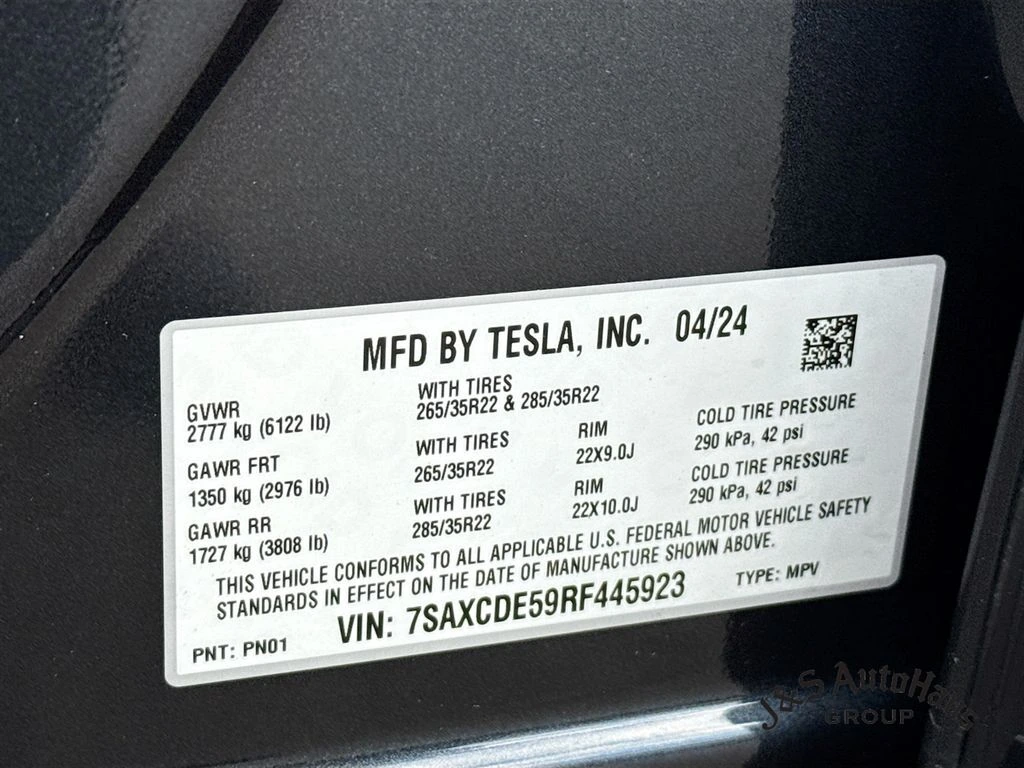 MFD BY TESLA, INC. 04/24
GVWR
2777 kg (6122 lb)
WITH TIRES
265/35R22 & 285/35R22
GAWR FRT
1350 kg (2976 lb)
WITH TIRES
265/35R22
RIM
22X9.0J
COLD TIRE PRESSURE
290 kPa, 42 psi
GAWR RR
1727 kg (3808 lb)
WITH TIRES
285/35R22
RIM
22X10.0J
COLD TIRE PRESSURE
290 kPa, 42 psi
THIS VEHICLE CONFORMS TO ALL APPLICABLE U.S. FEDERAL MOTOR VEHICLE SAFETY
STANDARDS IN EFFECT ON THE DATE OF MANUFACTURE SHOWN ABOVE.
PNT: PN01
VIN: 7SAXCDE59RF445923
TYPE: MPV
J&S AutoHaus
GROUP